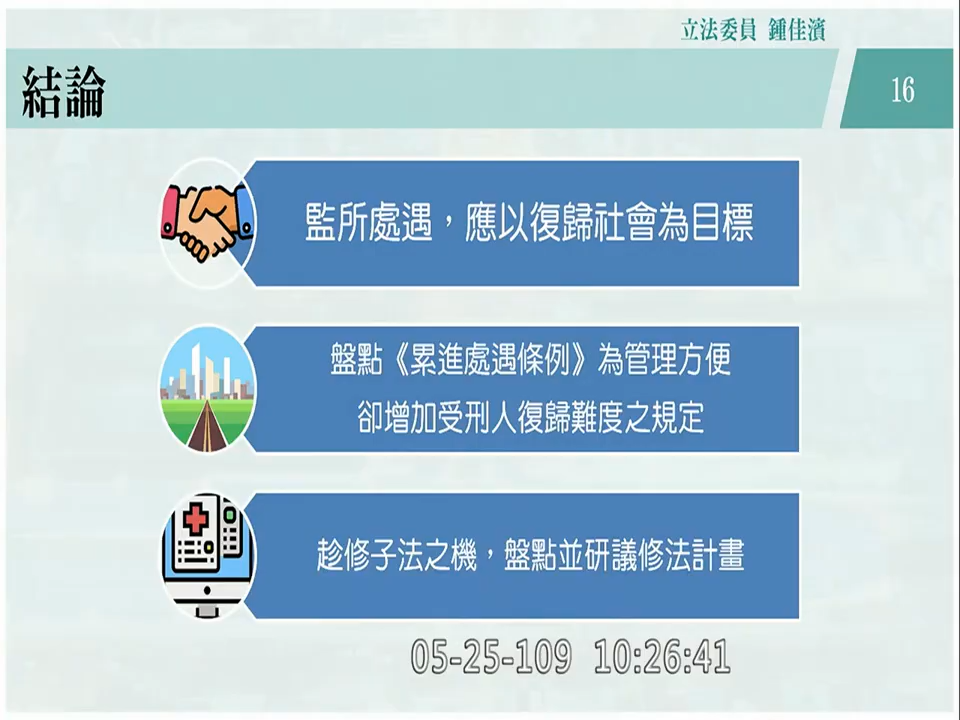 立法委員 鍾佳濱
結論
16
監所處遇，應以復歸社會為目標
盤點《累進處遇條例》為管理方便
卻增加受刑人復歸難度之規定
趁修子法之機，盤點並研議修法計畫
05-25-109 10:26:41